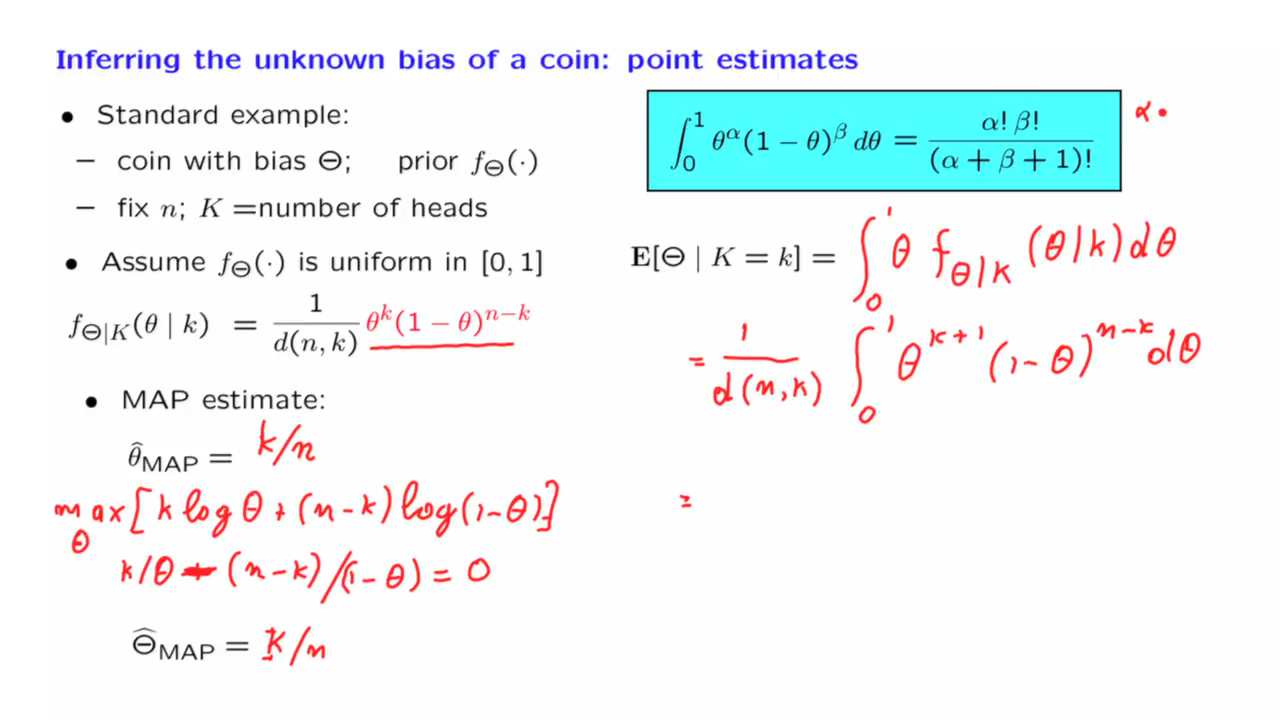 Inferring the unknown bias of a coin: point estimates
• Standard example:
– coin with bias Θ; prior f_Θ(·)
– fix n; K = number of heads
• Assume f_Θ(·) is uniform in [0, 1]
f_{Θ|K}(θ | k) = 1/d(n, k) θ^k(1 − θ)^{n−k}
• MAP estimate:
θ̂_MAP = k/n
max_θ [k log θ + (n−k) log (1−θ)]
k/θ − (n−k)/(1−θ) = 0
Θ̂_MAP = K/n
∫_0^1 θ^α(1 − θ)^β dθ = α! β! / (α + β + 1)!
α •
E[Θ | K = k] = ∫_0^1 θ f_{Θ|K} (θ|k) dθ
= 1/d(n,k) ∫_0^1 θ^{k+1} (1−θ)^{n−k} dθ
=